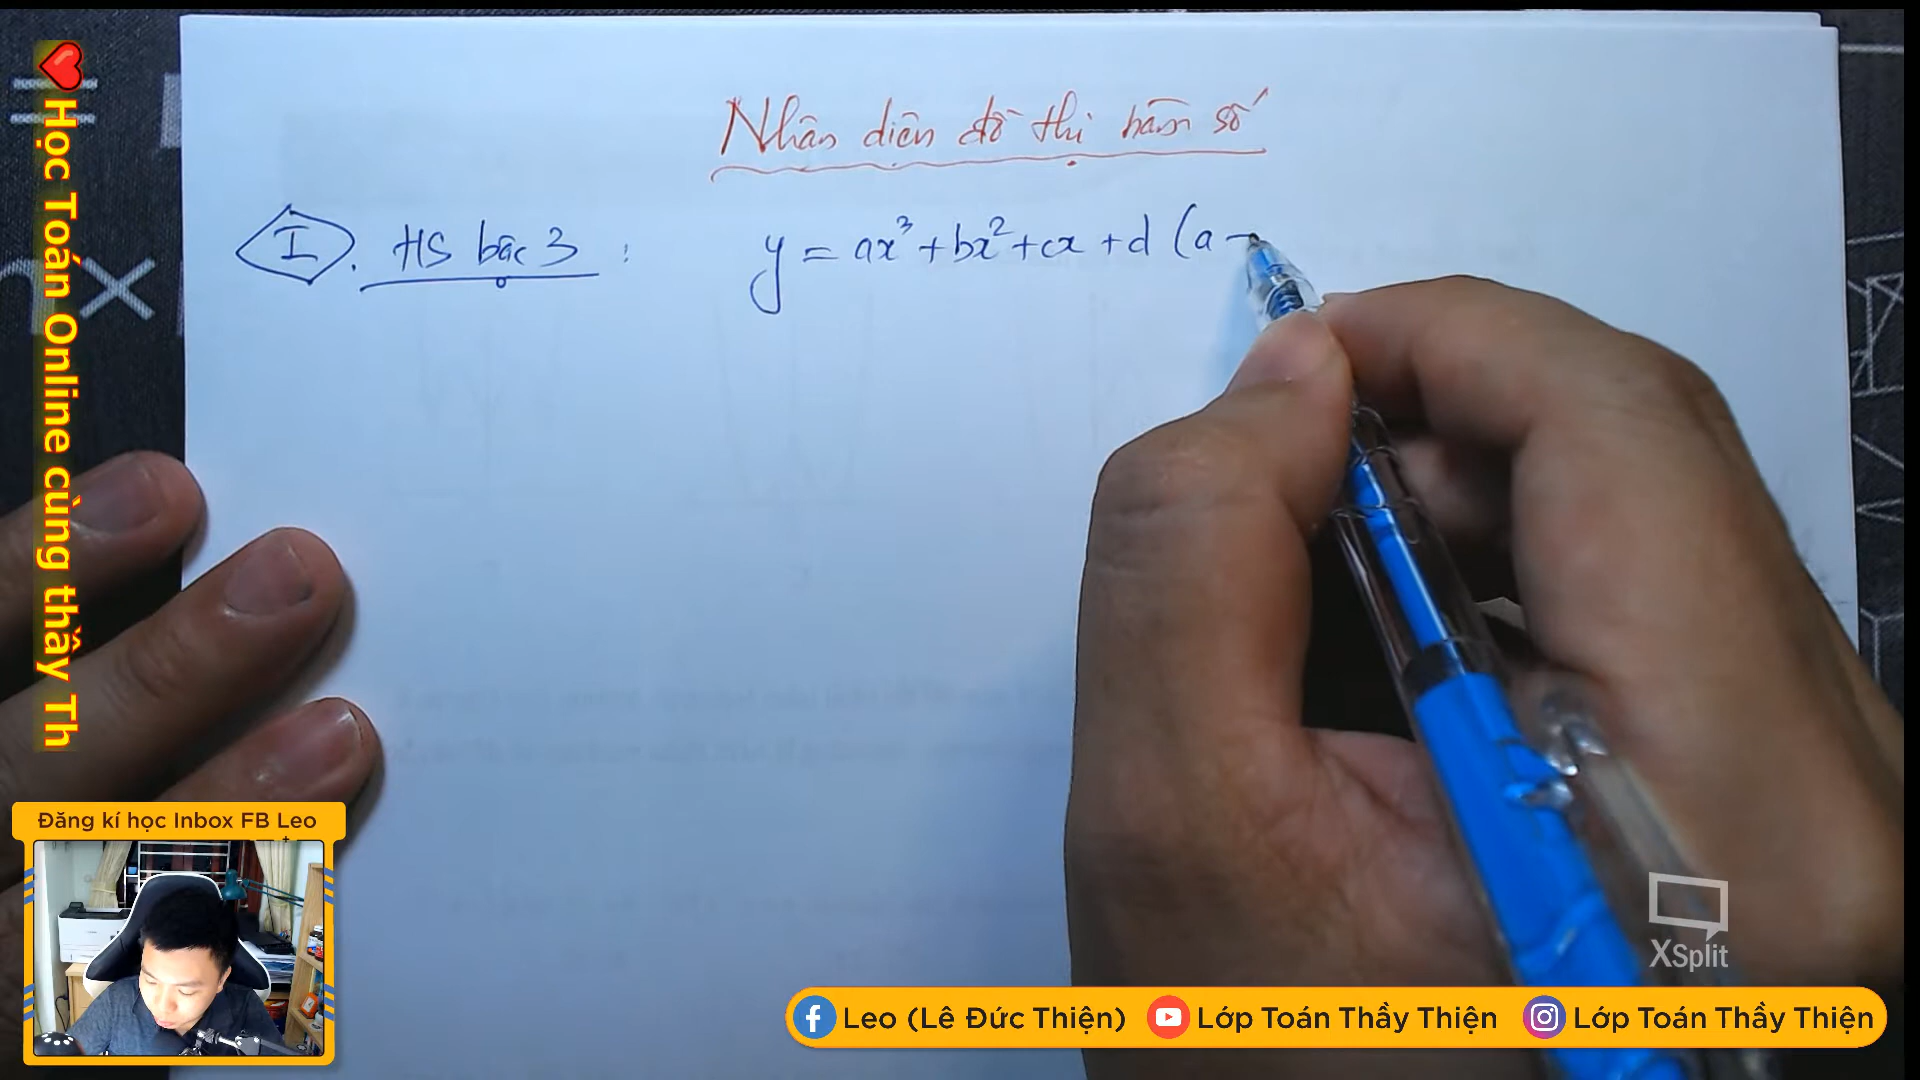 Nhận diện đồ thị hàm số
I. HS bậc 3 : y = ax³ + bx² + cx + d (a -
Học Toán Online cùng thầy Th
Đăng kí học Inbox FB Leo
XSplit
Leo (Lê Đức Thiện) Lớp Toán Thầy Thiện Lớp Toán Thầy Thiện